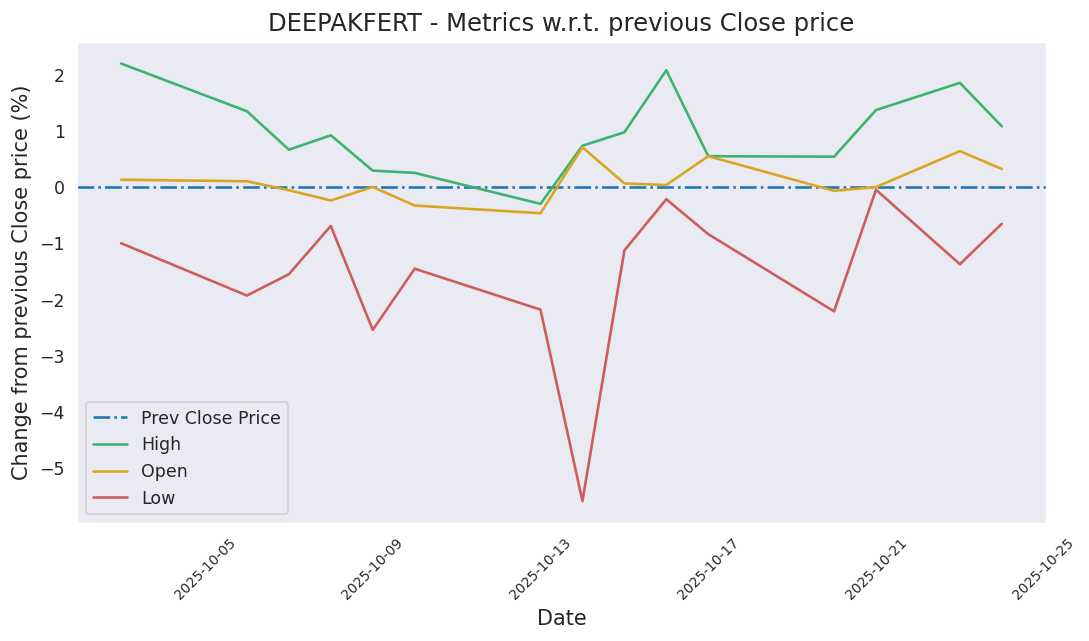 DEEPAKFERT - Metrics w.r.t. previous Close price
Change from previous Close price (%)
2
1
0
−1
−2
−3
−4
−5
Prev Close Price
High
Open
Low
2025-10-05
2025-10-09
2025-10-13
2025-10-17
2025-10-21
2025-10-25
Date